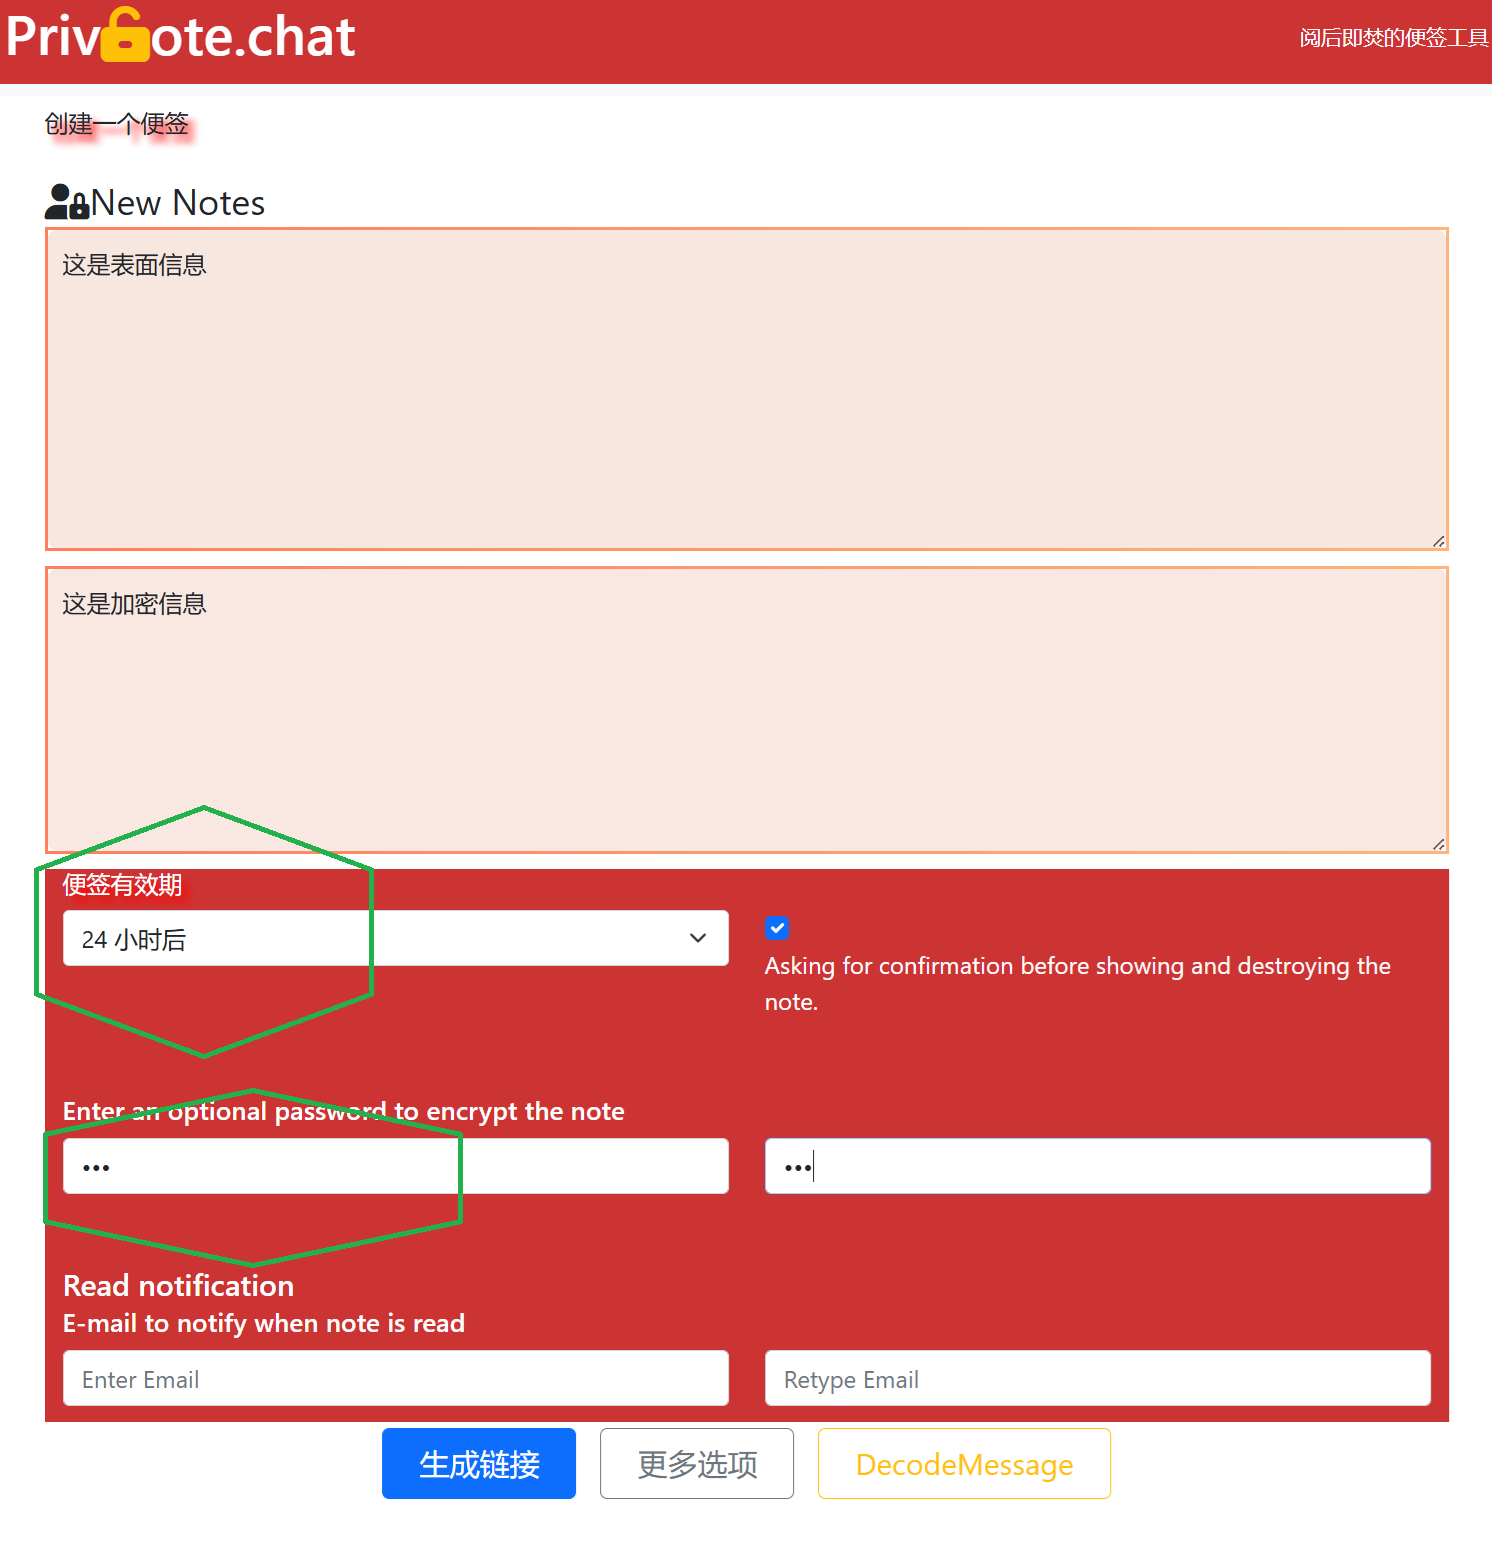 Privote.chat
阅后即焚的便签工具
创建一个便签
New Notes
这是表面信息
这是加密信息
便签有效期
24 小时后
Asking for confirmation before showing and destroying the
note.
Enter an optional password to encrypt the note
•••
•••
Read notification
E-mail to notify when note is read
Enter Email
Retype Email
生成链接
更多选项
DecodeMessage